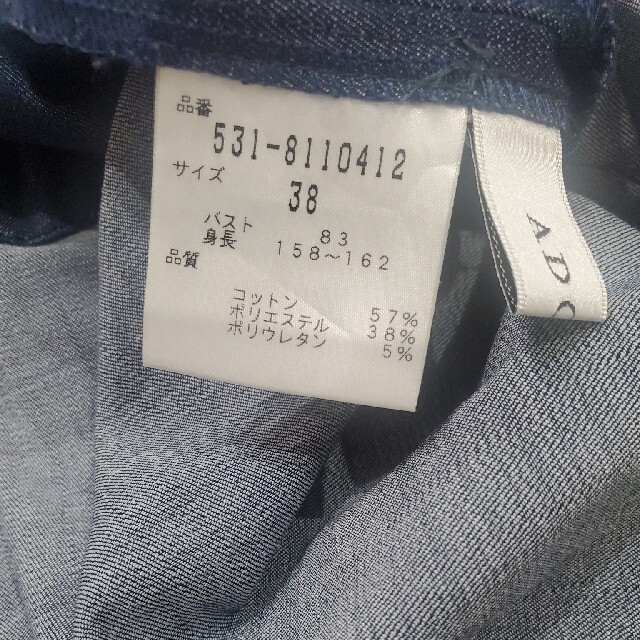 品番
531-8110412
サイズ
38
バスト 83
身長 158~162
品質
コットン 57%
ポリエステル 38%
ポリウレタン 5%
AD